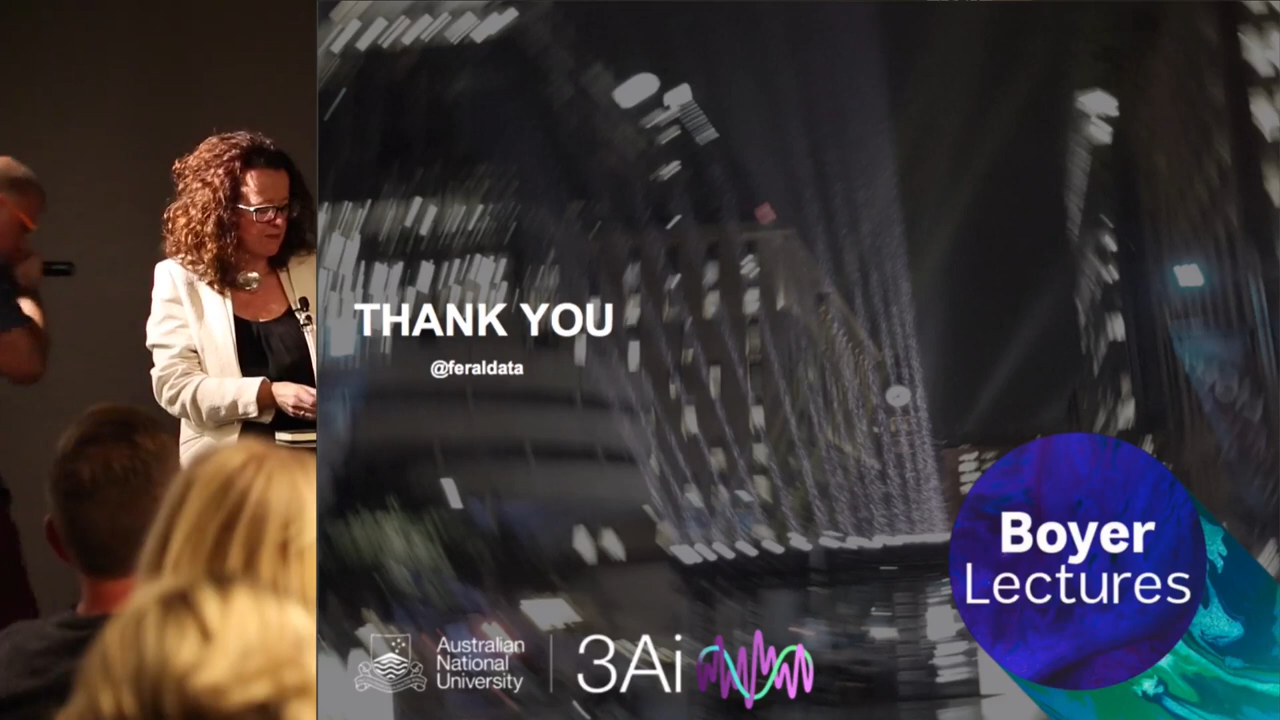 THANK YOU
@feraldata
Boyer
Lectures
Australian
National
University
3Ai